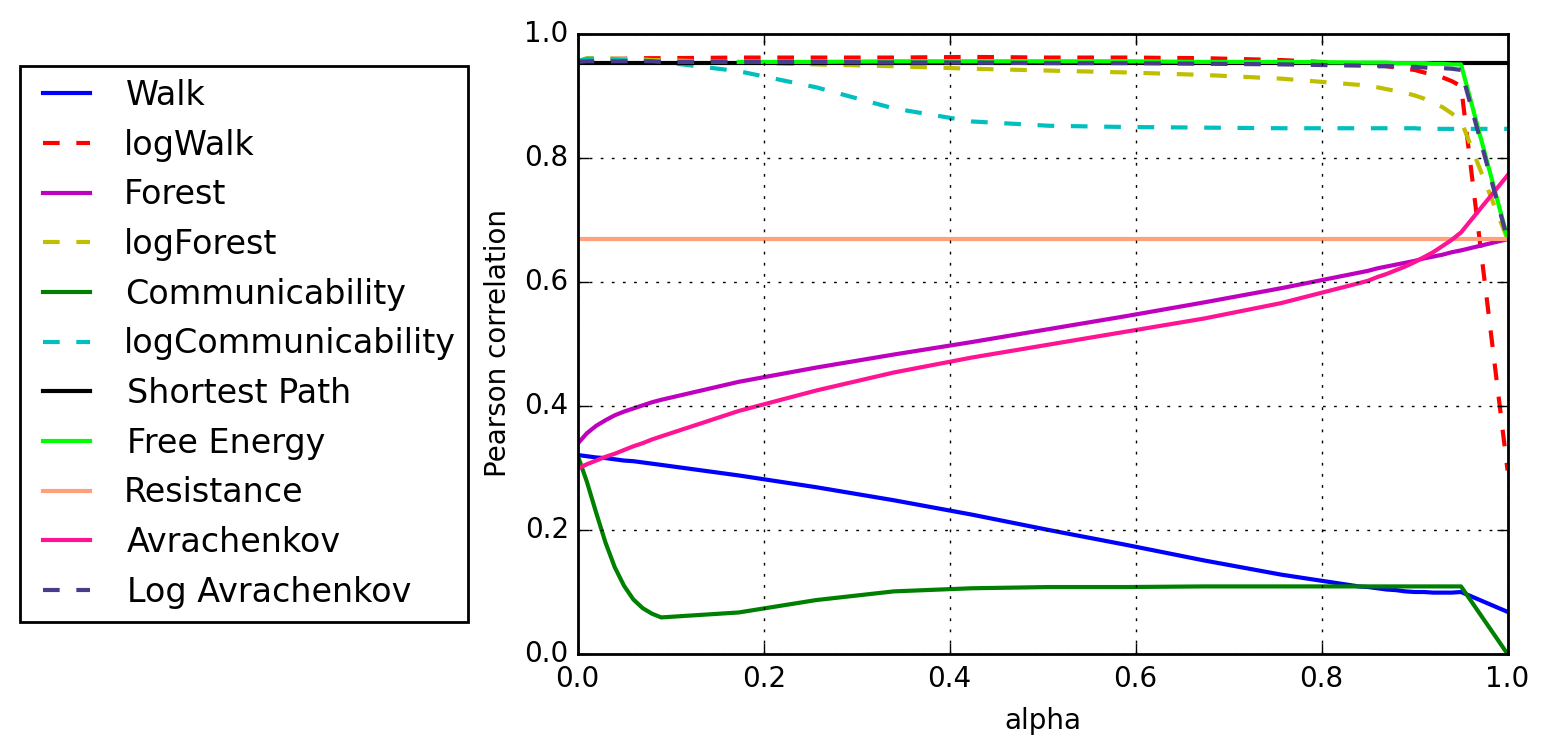 Walk
logWalk
Forest
logForest
Communicability
logCommunicability
Shortest Path
Free Energy
Resistance
Avrachenkov
Log Avrachenkov
Pearson correlation
1.0
0.8
0.6
0.4
0.2
0.0
0.0 0.2 0.4 0.6 0.8 1.0
alpha